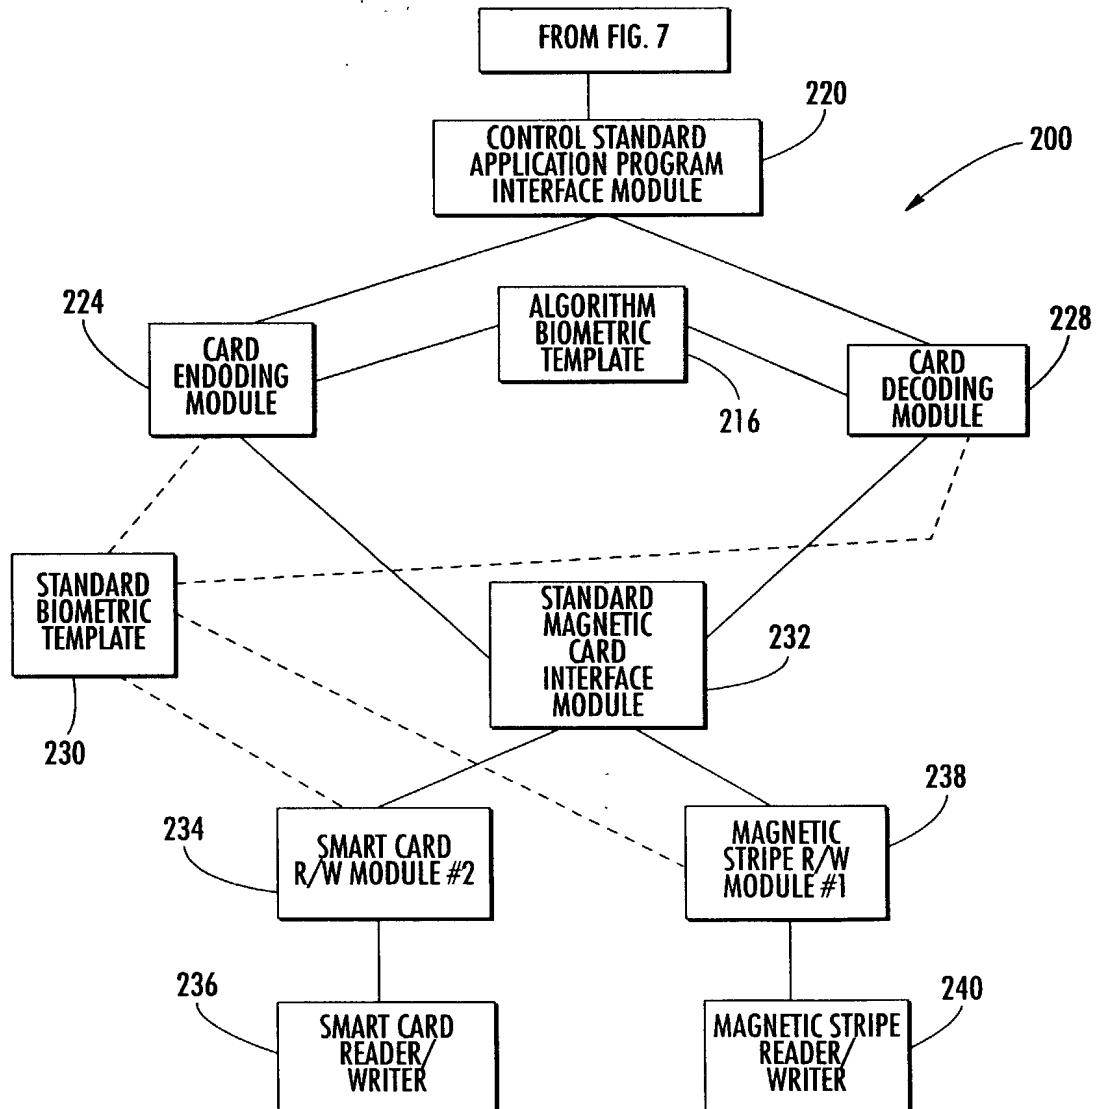 FROM FIG. 7
220
CONTROL STANDARD
APPLICATION PROGRAM
INTERFACE MODULE
200
224
ALGORITHM
BIOMETRIC
TEMPLATE
228
CARD
ENDODING
MODULE
CARD
DECODING
MODULE
216
STANDARD
BIOMETRIC
TEMPLATE
STANDARD
MAGNETIC
CARD
INTERFACE
MODULE
232
230
238
234
SMART CARD
R/W MODULE #2
MAGNETIC
STRIPE R/W
MODULE #1
236
240
SMART CARD
READER/
WRITER
MAGNETIC STRIPE
READER/
WRITER